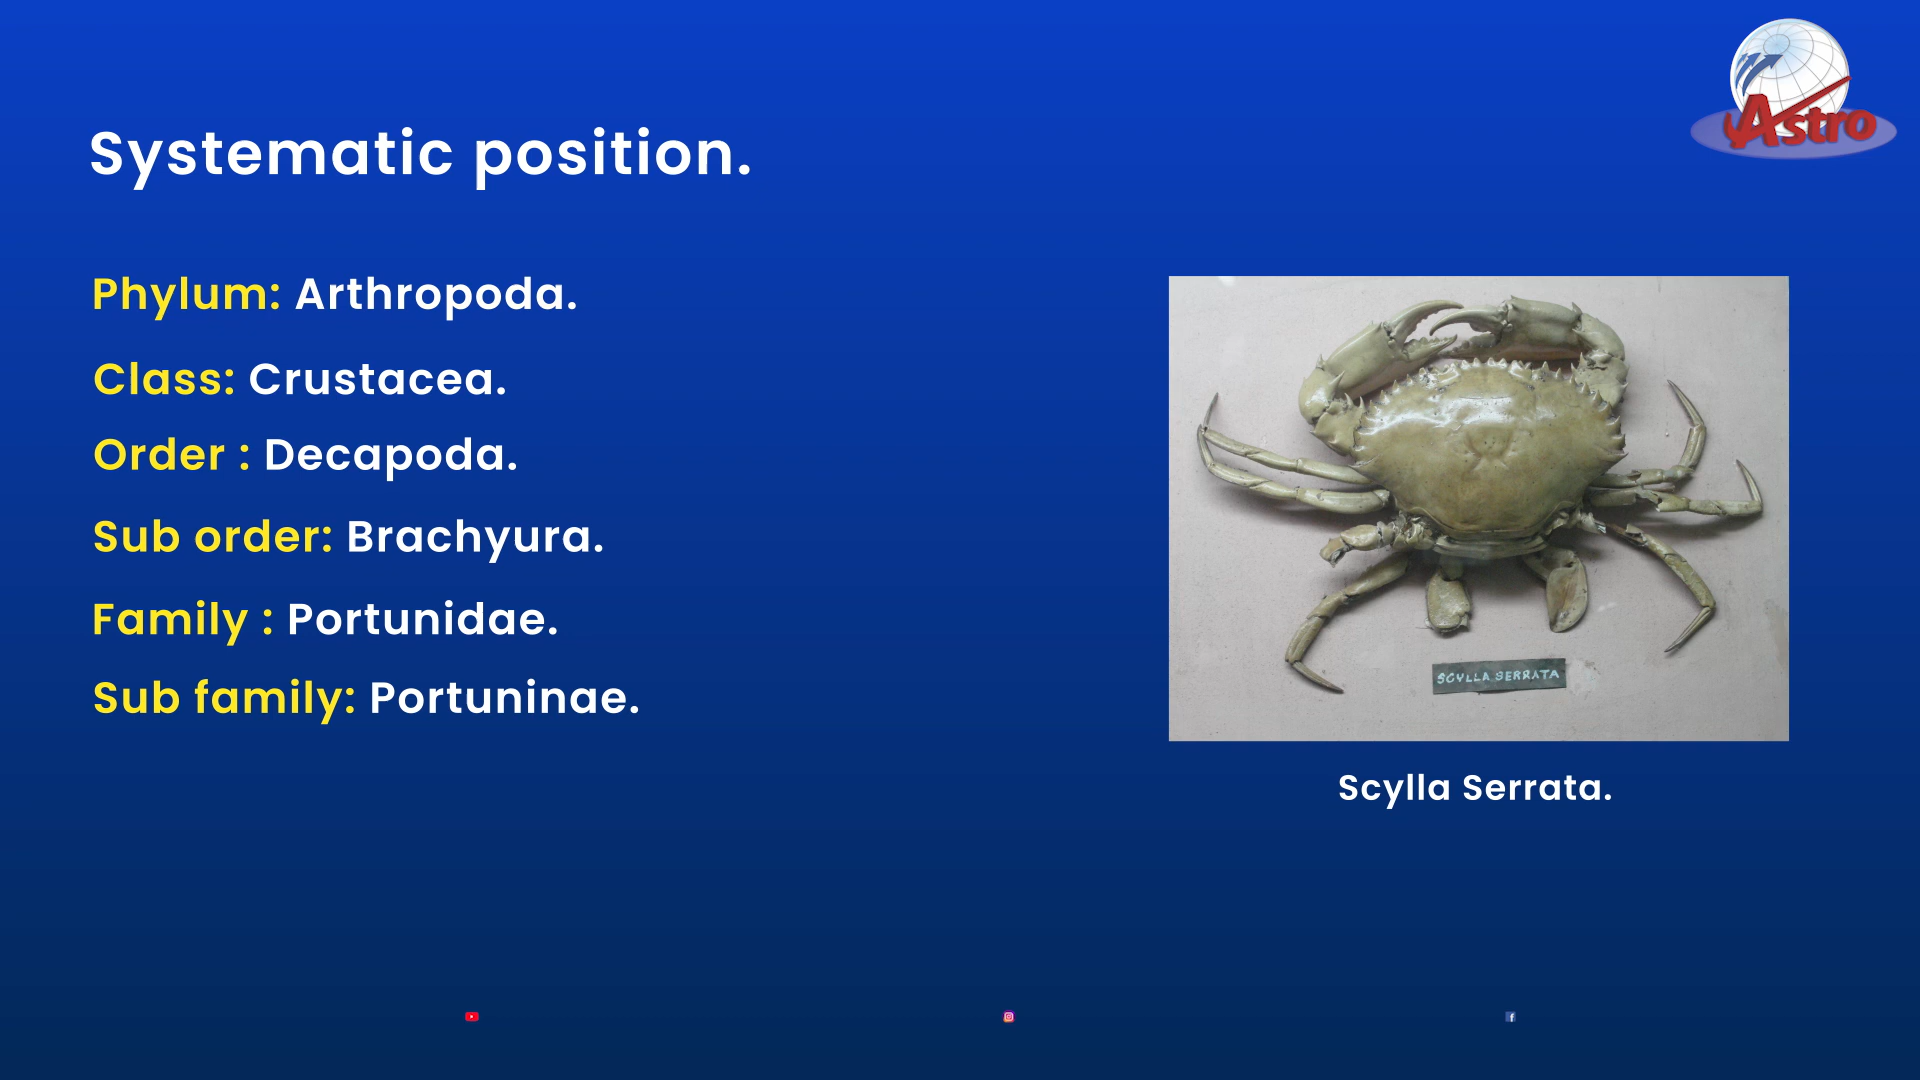 Astro
Systematic position.
Phylum: Arthropoda.
Class: Crustacea.
Order : Decapoda.
Sub order: Brachyura.
Family : Portunidae.
Sub family: Portuninae.
SCYLLA SERRATA
Scylla Serrata.